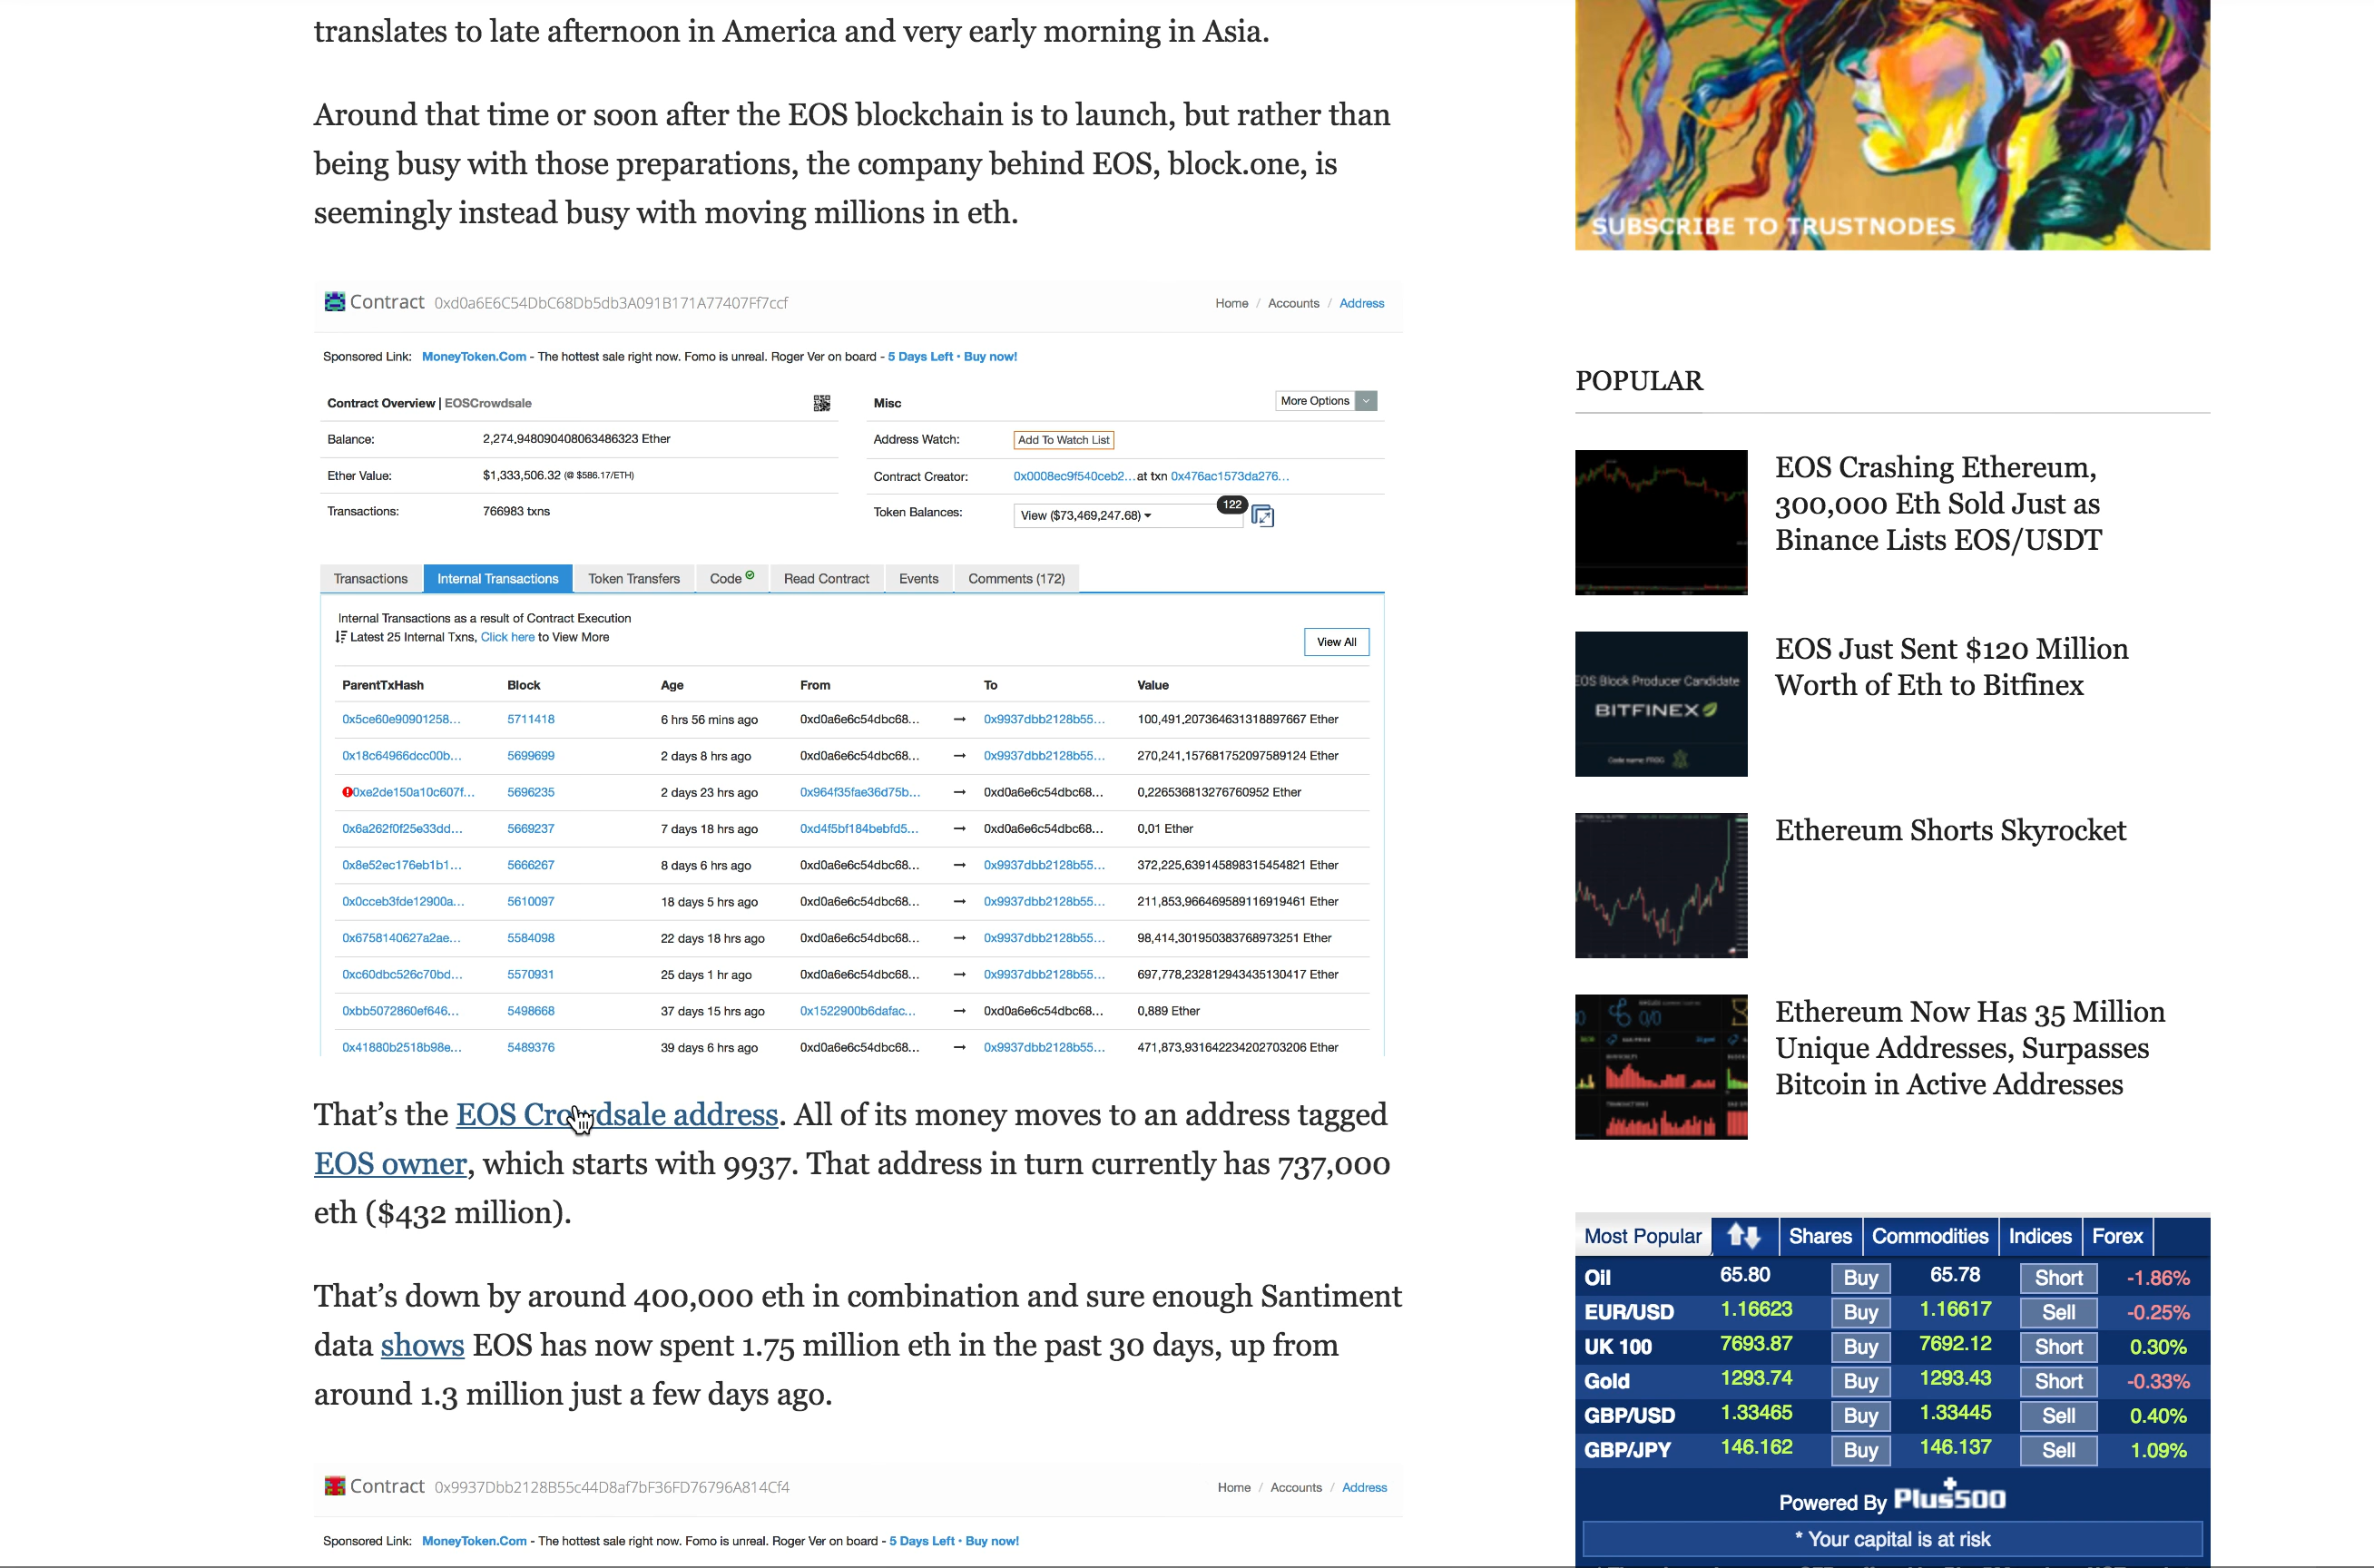 translates to late afternoon in America and very early morning in Asia.
Around that time or soon after the EOS blockchain is to launch, but rather than
being busy with those preparations, the company behind EOS, block.one, is
seemingly instead busy with moving millions in eth.
Contract 0xd0a6E6C54DbC68Db5db3A091B171A77407Ff7ccf
Home / Accounts / Address
Sponsored Link: MoneyToken.Com - The hottest sale right now. Fomo is unreal. Roger Ver on board - 5 Days Left • Buy now!
Contract Overview | EOSCrowdsale
Balance: 2,274.948090408063486323 Ether
Ether Value: $1,333,506.32 (@ $586.17/ETH)
Transactions: 766983 txns
Misc
More Options
Address Watch: Add To Watch List
Contract Creator: 0x0008ec9f540ceb2... at txn 0x476ac1573da276...
Token Balances: View ($73,469,247.68) 122
Transactions Internal Transactions Token Transfers Code Read Contract Events Comments (172)
Internal Transactions as a result of Contract Execution
Latest 25 Internal Txns, Click here to View More
View All
ParentTxHash Block Age From To Value
0x5ce60e90901258... 5711418 6 hrs 56 mins ago 0xd0a6e6c54dbc68... → 0x9937dbb2128b55... 100,491.207364631318897667 Ether
0x18c64966dcc00b... 5699699 2 days 8 hrs ago 0xd0a6e6c54dbc68... → 0x9937dbb2128b55... 270,241.157681752097589124 Ether
0xe2de150a10c607f... 5696235 2 days 23 hrs ago 0x964f35fae36d75b... → 0xd0a6e6c54dbc68... 0.226536813276760952 Ether
0x6a262f0f25e33dd... 5669237 7 days 18 hrs ago 0xd4f5bf184bebfd5... → 0xd0a6e6c54dbc68... 0.01 Ether
0x8e52ec176eb1b1... 5666267 8 days 6 hrs ago 0xd0a6e6c54dbc68... → 0x9937dbb2128b55... 372,225.639145898315454821 Ether
0x0cceb3fde12900a... 5610097 18 days 5 hrs ago 0xd0a6e6c54dbc68... → 0x9937dbb2128b55... 211,853.966469589116919461 Ether
0x6758140627a2ae... 5584098 22 days 18 hrs ago 0xd0a6e6c54dbc68... → 0x9937dbb2128b55... 98,414.301950383768973251 Ether
0xc60dbc526c70bd... 5570931 25 days 1 hr ago 0xd0a6e6c54dbc68... → 0x9937dbb2128b55... 697,778.232812943435130417 Ether
0xbb5072860ef646... 5498668 37 days 15 hrs ago 0x1522900b6dafac... → 0xd0a6e6c54dbc68... 0.889 Ether
0x41880b2518b98e... 5489376 39 days 6 hrs ago 0xd0a6e6c54dbc68... → 0x9937dbb2128b55... 471,873.931642234202703206 Ether
That's the EOS Crowdsale address. All of its money moves to an address tagged
EOS owner, which starts with 9937. That address in turn currently has 737,000
eth ($432 million).
That's down by around 400,000 eth in combination and sure enough Santiment
data shows EOS has now spent 1.75 million eth in the past 30 days, up from
around 1.3 million just a few days ago.
Contract 0x9937Dbb2128B55c44D8af7bF36FD76796A814Cf4
Home / Accounts / Address
Sponsored Link: MoneyToken.Com - The hottest sale right now. Fomo is unreal. Roger Ver on board - 5 Days Left • Buy now!
SUBSCRIBE TO TRUSTNODES
POPULAR
EOS Crashing Ethereum,
300,000 Eth Sold Just as
Binance Lists EOS/USDT
EOS Block Producer Candidate
BITFINEX
Code name: FROG
EOS Just Sent $120 Million
Worth of Eth to Bitfinex
Ethereum Shorts Skyrocket
Ethereum Now Has 35 Million
Unique Addresses, Surpasses
Bitcoin in Active Addresses
Most Popular Shares Commodities Indices Forex
Oil 65.80 Buy 65.78 Short -1.86%
EUR/USD 1.16623 Buy 1.16617 Sell -0.25%
UK 100 7693.87 Buy 7692.12 Short 0.30%
Gold 1293.74 Buy 1293.43 Short -0.33%
GBP/USD 1.33465 Buy 1.33445 Sell 0.40%
GBP/JPY 146.162 Buy 146.137 Sell 1.09%
Powered By Plus500
* Your capital is at risk